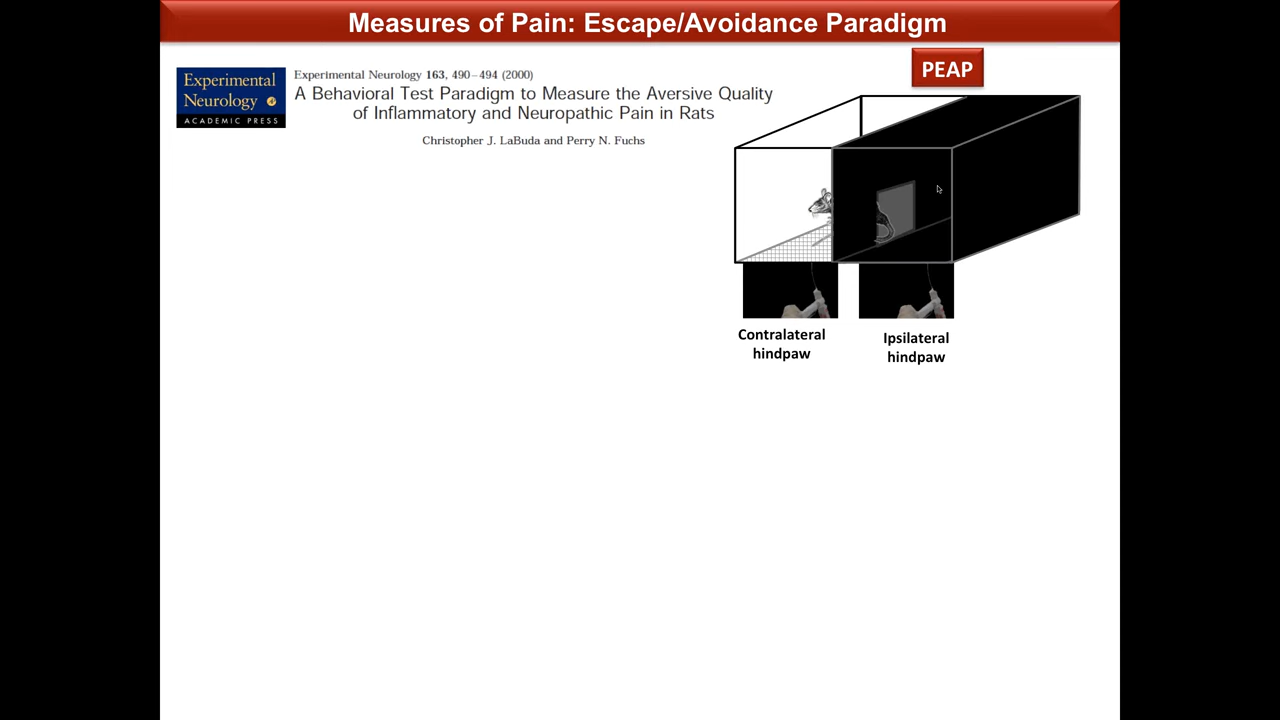 Measures of Pain: Escape/Avoidance Paradigm
PEAP
Experimental
Neurology
ACADEMIC PRESS
Experimental Neurology 163, 490–494 (2000)
A Behavioral Test Paradigm to Measure the Aversive Quality
of Inflammatory and Neuropathic Pain in Rats
Christopher J. LaBuda and Perry N. Fuchs
Contralateral
hindpaw
Ipsilateral
hindpaw